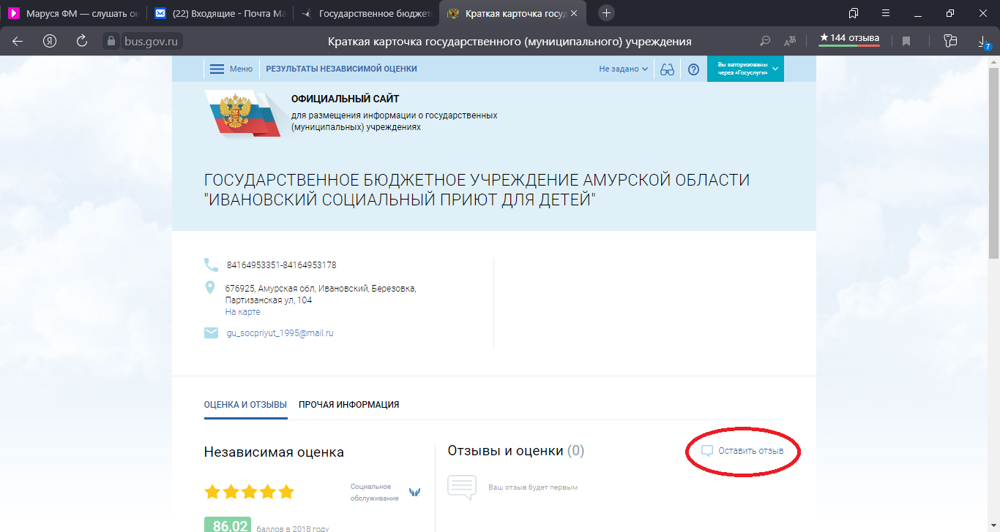 Маруся ФМ — слушать он
(22) Входящие - Почта Ма
Государственное бюджетн
Краткая карточка госуд
bus.gov.ru
Краткая карточка государственного (муниципального) учреждения
★ 144 отзыва
7
Меню
РЕЗУЛЬТАТЫ НЕЗАВИСИМОЙ ОЦЕНКИ
Не задано
Вы авторизованы
через «Госуслуги»
ОФИЦИАЛЬНЫЙ САЙТ
для размещения информации о государственных
(муниципальных) учреждениях
ГОСУДАРСТВЕННОЕ БЮДЖЕТНОЕ УЧРЕЖДЕНИЕ АМУРСКОЙ ОБЛАСТИ
"ИВАНОВСКИЙ СОЦИАЛЬНЫЙ ПРИЮТ ДЛЯ ДЕТЕЙ"
84164953351-84164953178
676925, Амурская обл, Ивановский, Березовка,
Партизанская ул, 104
На карте
gu_socpriyut_1995@mail.ru
ОЦЕНКА И ОТЗЫВЫ
ПРОЧАЯ ИНФОРМАЦИЯ
Независимая оценка
Отзывы и оценки (0)
Оставить отзыв
Социальное
обслуживание
Ваш отзыв будет первым
86,02
баллов в 2018 году